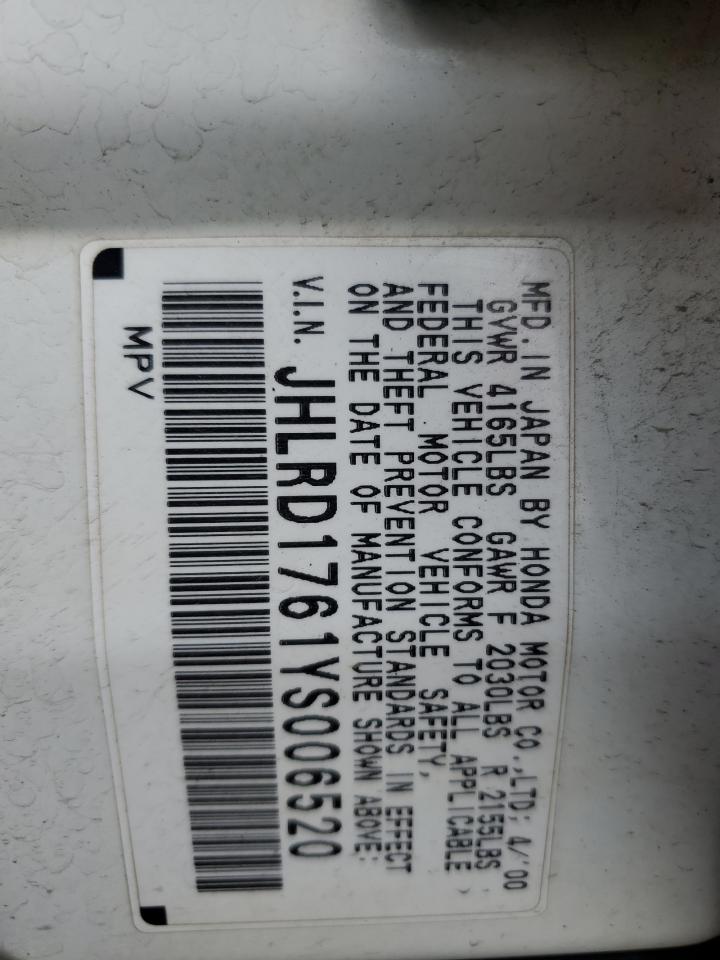 MFD. IN JAPAN BY HONDA MOTOR CO.,LTD; 4/'00
GVWR 4165LBS GAWR F 2030LBS R 2155LBS
THIS VEHICLE CONFORMS TO ALL APPLICABLE
FEDERAL MOTOR VEHICLE SAFETY,
AND THEFT PREVENTION STANDARDS IN EFFECT
ON THE DATE OF MANUFACTURE SHOWN ABOVE;
V.I.N. JHLRD1761YS006520
MPV